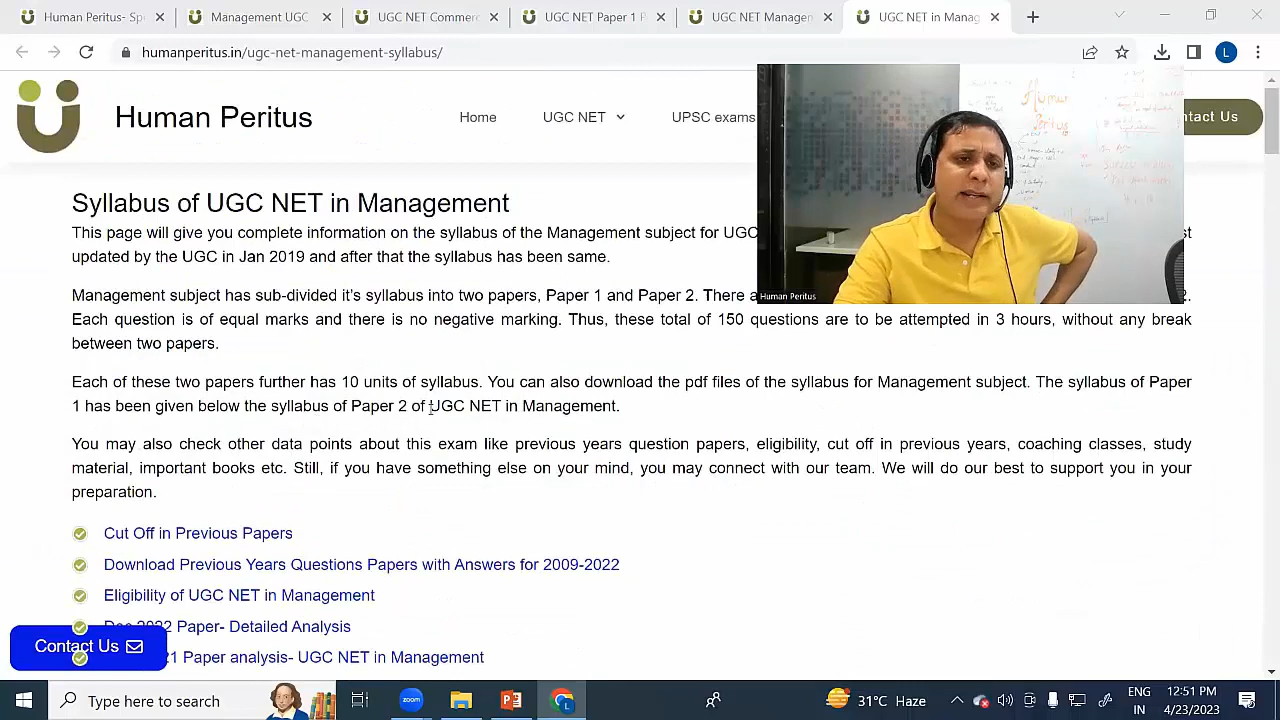 Human Peritus- Sp
Management UGC
UGC NET Commerc
UGC NET Paper 1 P
UGC NET Managem
UGC NET in Manag
humanperitus.in/ugc-net-management-syllabus/
L
Human Peritus
Home
UGC NET
UPSC exams
ntact Us
Human
Peritus
Human Peritus
Syllabus of UGC NET in Management
This page will give you complete information on the syllabus of the Management subject for UGC st
updated by the UGC in Jan 2019 and after that the syllabus has been same.
Management subject has sub-divided it's syllabus into two papers, Paper 1 and Paper 2. There a 2.
Each question is of equal marks and there is no negative marking. Thus, these total of 150 questions are to be attempted in 3 hours, without any break
between two papers.
Each of these two papers further has 10 units of syllabus. You can also download the pdf files of the syllabus for Management subject. The syllabus of Paper
1 has been given below the syllabus of Paper 2 of UGC NET in Management.
You may also check other data points about this exam like previous years question papers, eligibility, cut off in previous years, coaching classes, study
material, important books etc. Still, if you have something else on your mind, you may connect with our team. We will do our best to support you in your
preparation.
Cut Off in Previous Papers
Download Previous Years Questions Papers with Answers for 2009-2022
Eligibility of UGC NET in Management
Paper- Detailed Analysis
21 Paper analysis- UGC NET in Management
Contact Us
Type here to search
zoom
31°C Haze
ENG
IN
12:51 PM
4/23/2023